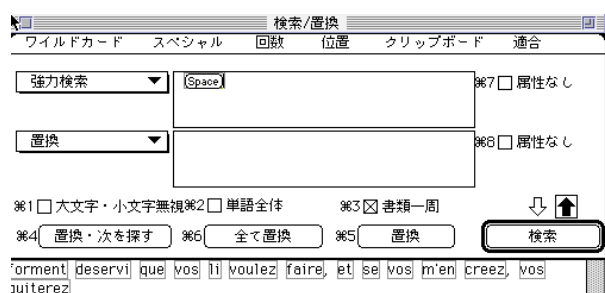 検索/置換
ワイルドカード スペシャル 回数 位置 クリップボード 適合
強力検索 Space ⌘7 属性なし
置換 ⌘8 属性なし
⌘1 大文字・小文字無視 ⌘2 単語全体 ⌘3 書類一周
⌘4 置換・次を探す ⌘6 全て置換 ⌘5 置換 検索
forment deservi que vos li voulez faire, et se vos m'en creez, vos
quiterez